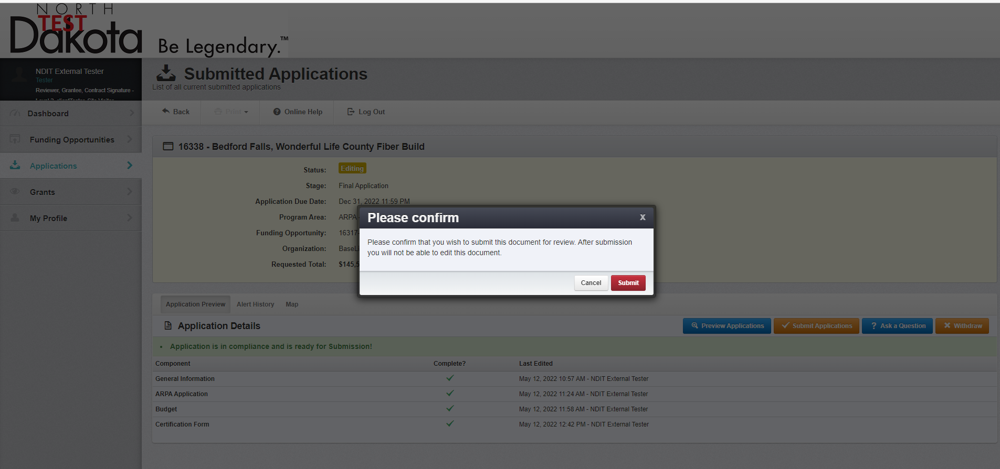 NORTH
TEST
Dakota Be Legendary.™
NDIT External Tester
Tester
Reviewer, Grantee, Contract Signature -
Submitted Applications
List of all current submitted applications
Dashboard
Funding Opportunities
Applications
Grants
My Profile
Back Print Online Help Log Out
16338 - Bedford Falls, Wonderful Life County Fiber Build
Status: Editing
Stage: Final Application
Application Due Date: Dec 31, 2022 11:59 PM
Program Area: ARPA -
Funding Opportunity: 16317-
Organization: BaseLi
Requested Total: $145,5
Please confirm x
Please confirm that you wish to submit this document for review. After submission
you will not be able to edit this document.
Cancel Submit
Application Preview Alert History Map
Application Details Preview Applications Submit Applications ? Ask a Question Withdraw
• Application is in compliance and is ready for Submission!
Component Complete? Last Edited
General Information May 12, 2022 10:57 AM - NDIT External Tester
ARPA Application May 12, 2022 11:24 AM - NDIT External Tester
Budget May 12, 2022 11:58 AM - NDIT External Tester
Certification Form May 12, 2022 12:42 PM - NDIT External Tester